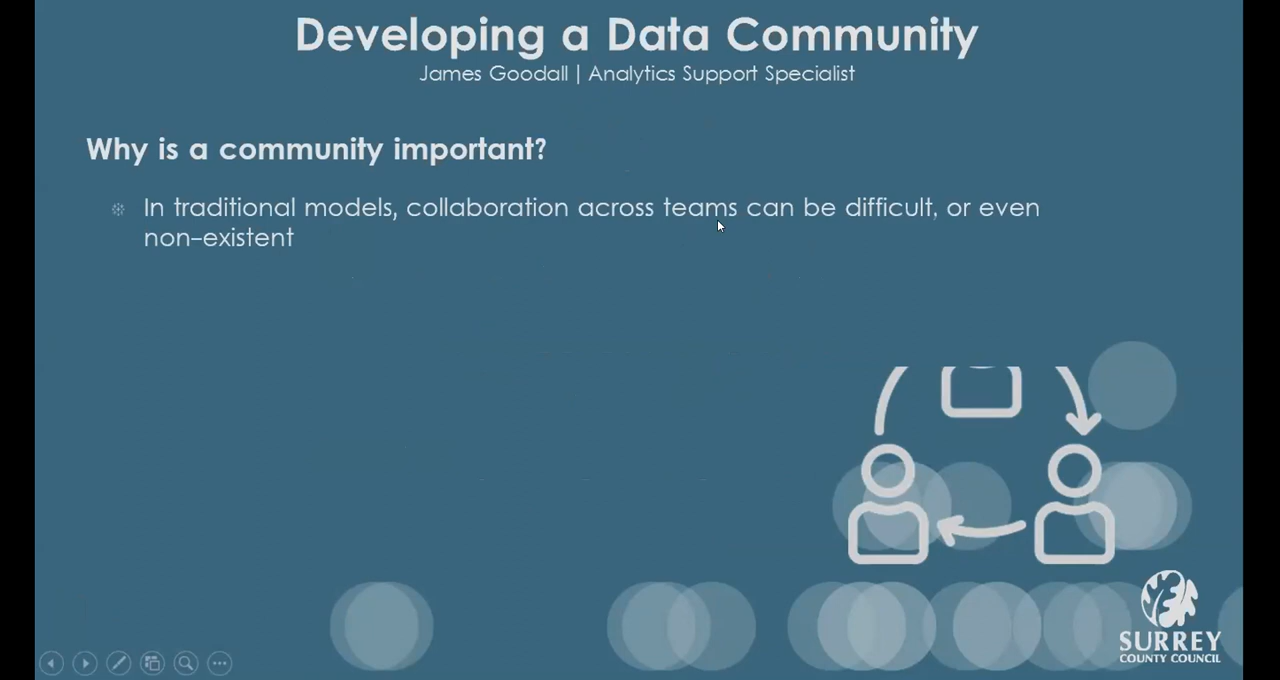 Developing a Data Community
James Goodall | Analytics Support Specialist
Why is a community important?
In traditional models, collaboration across teams can be difficult, or even
non-existent
SURREY
COUNTY COUNCIL